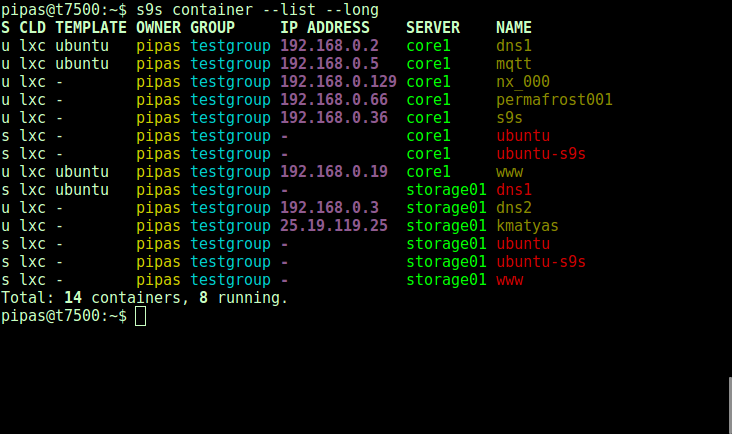 pipas@t7500:~$ s9s container --list --long
S CLD TEMPLATE OWNER GROUP     IP ADDRESS    SERVER    NAME
u lxc ubuntu   pipas testgroup 192.168.0.2   core1     dns1
u lxc ubuntu   pipas testgroup 192.168.0.5   core1     mqtt
u lxc -        pipas testgroup 192.168.0.129 core1     nx_000
u lxc -        pipas testgroup 192.168.0.66  core1     permafrost001
u lxc -        pipas testgroup 192.168.0.36  core1     s9s
s lxc -        pipas testgroup -             core1     ubuntu
s lxc -        pipas testgroup -             core1     ubuntu-s9s
u lxc ubuntu   pipas testgroup 192.168.0.19  core1     www
s lxc ubuntu   pipas testgroup -             storage01 dns1
u lxc -        pipas testgroup 192.168.0.3   storage01 dns2
u lxc -        pipas testgroup 25.19.119.25  storage01 kmatyas
s lxc -        pipas testgroup -             storage01 ubuntu
s lxc -        pipas testgroup -             storage01 ubuntu-s9s
s lxc -        pipas testgroup -             storage01 www
Total: 14 containers, 8 running.
pipas@t7500:~$